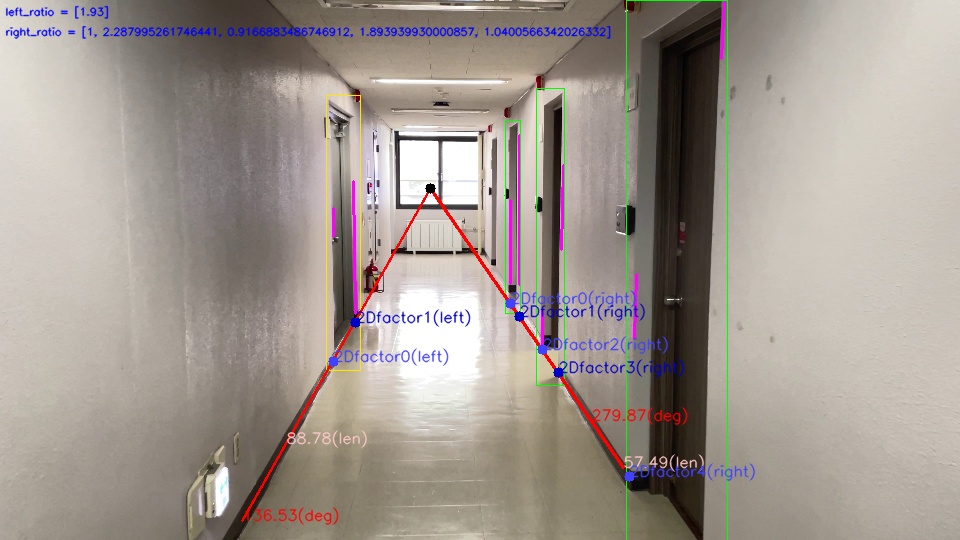 left_ratio = [1.93]
right_ratio = [1, 2.287995261746441, 0.9166883486746912, 1.893939930000857, 1.0400566342026332]
2Dfactor0(right)
2Dfactor1(left)
2Dfactor1(right)
2Dfactor2(right)
2Dfactor0(left)
2Dfactor3(right)
279.87(deg)
88.78(len)
57.49(len)
2Dfactor4(right)
136.53(deg)